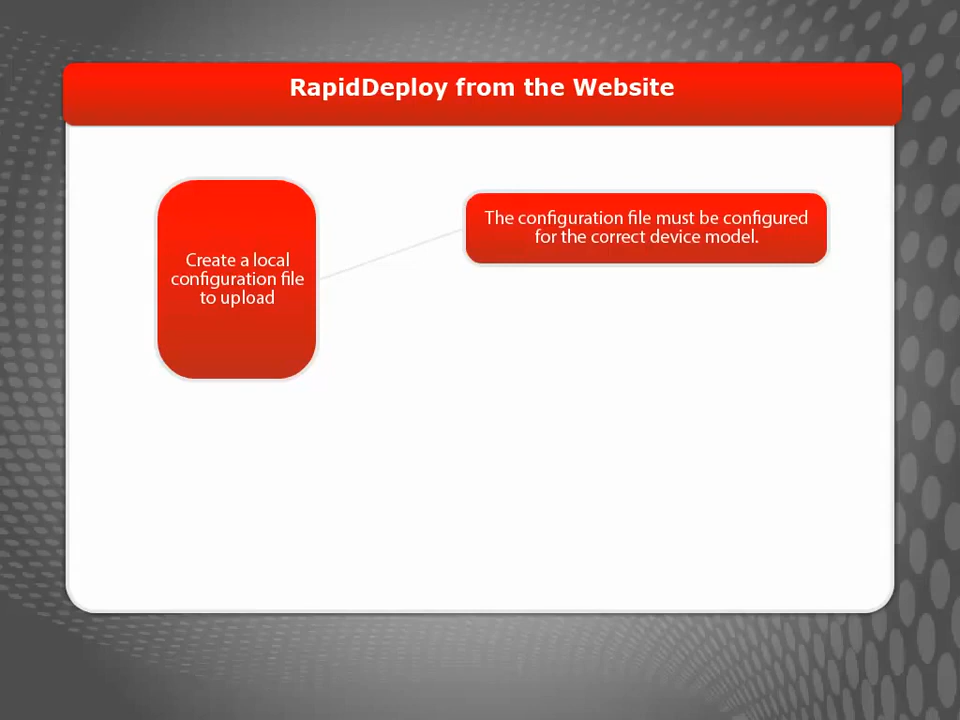 RapidDeploy from the Website
Create a local
configuration file
to upload
The configuration file must be configured
for the correct device model.